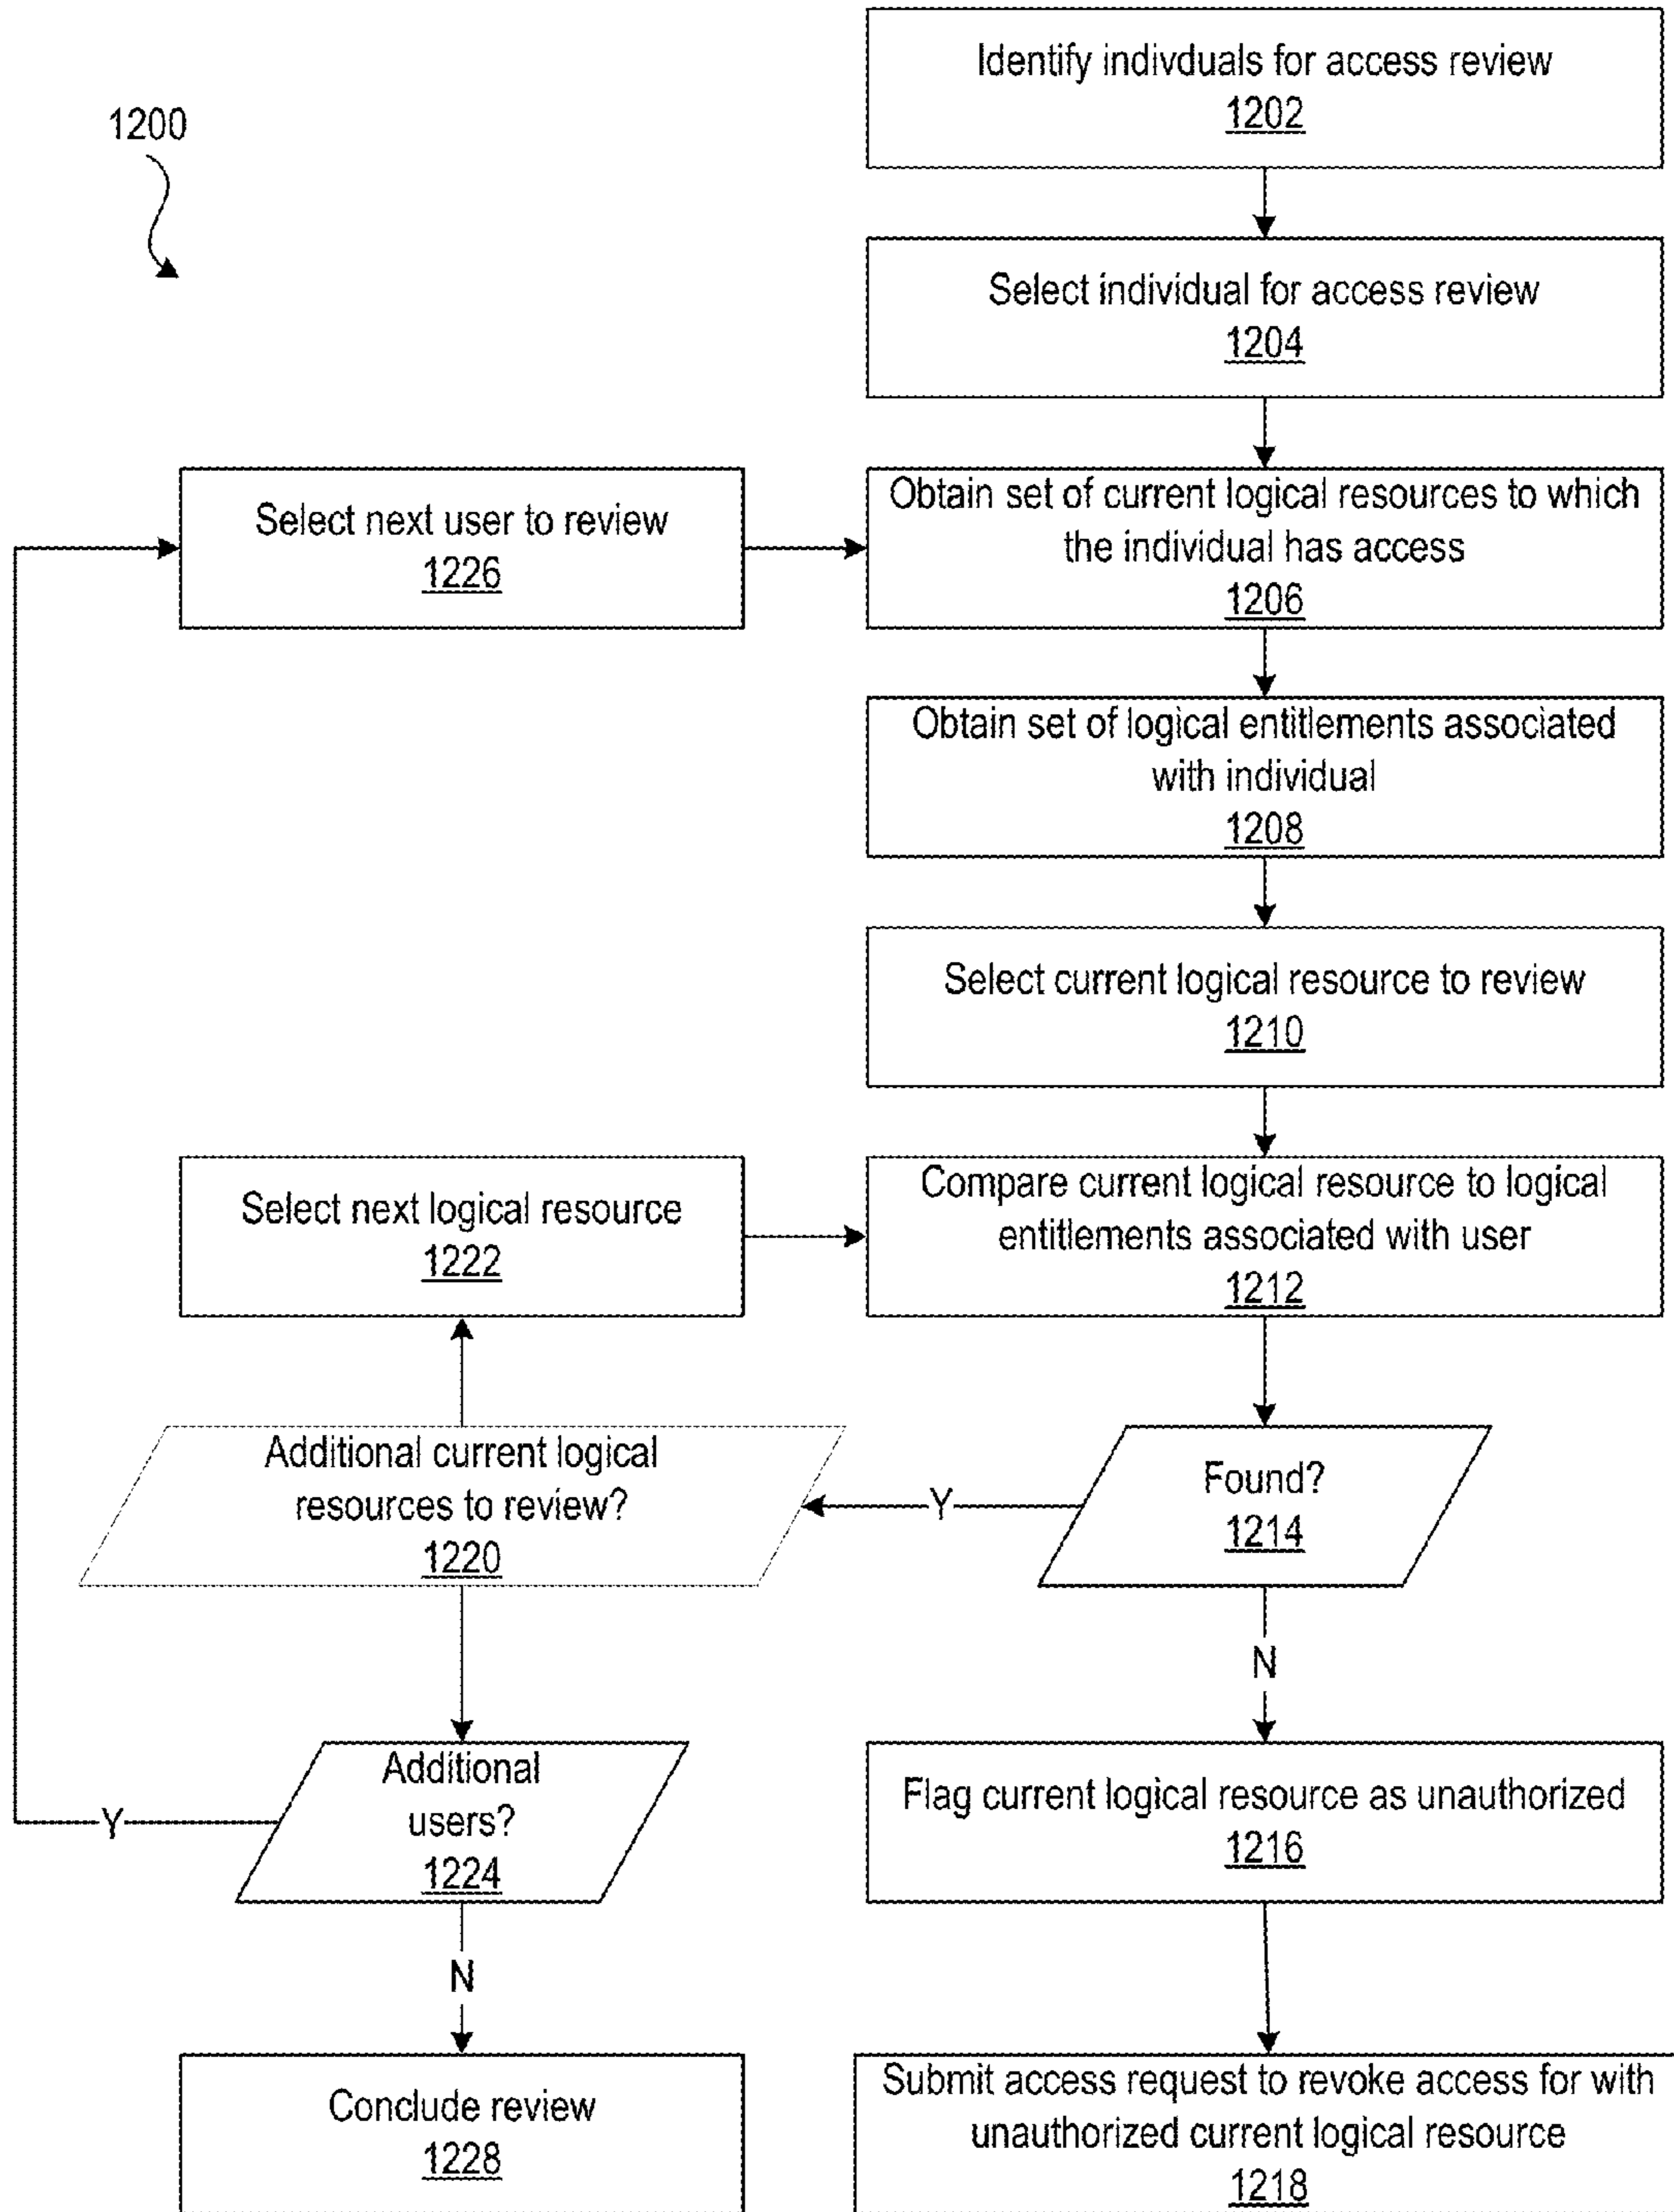 1200
Identify indivduals for access review
1202
Select individual for access review
1204
Select next user to review
1226
Obtain set of current logical resources to which
the individual has access
1206
Obtain set of logical entitlements associated
with individual
1208
Select current logical resource to review
1210
Select next logical resource
1222
Compare current logical resource to logical
entitlements associated with user
1212
Additional current logical
resources to review?
1220
Y
Found?
1214
N
Additional
users?
1224
Y
Flag current logical resource as unauthorized
1216
N
Conclude review
1228
Submit access request to revoke access for with
unauthorized current logical resource
1218